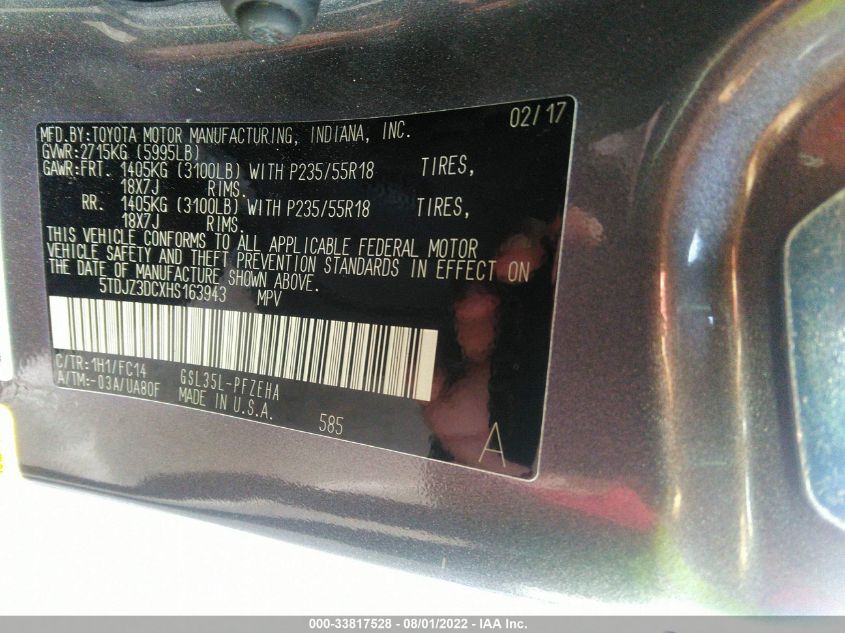 02/17
MFD.BY:TOYOTA MOTOR MANUFACTURING, INDIANA, INC.
GVWR:2715KG (5995LB)
GAWR:FRT. 1405KG (3100LB) WITH P235/55R18 TIRES,
18X7J RIMS.
RR. 1405KG (3100LB) WITH P235/55R18 TIRES,
18X7J RIMS.
THIS VEHICLE CONFORMS TO ALL APPLICABLE FEDERAL MOTOR
VEHICLE SAFETY AND THEFT PREVENTION STANDARDS IN EFFECT ON
THE DATE OF MANUFACTURE SHOWN ABOVE.
5TDJZ3DCXHS163943 MPV
C/TR:1H1/FC14
A/TM:-03A/UA80F
GSL35L-PFZEHA
MADE IN U.S.A.
585
A
000-33817528 - 08/01/2022 - IAA Inc.